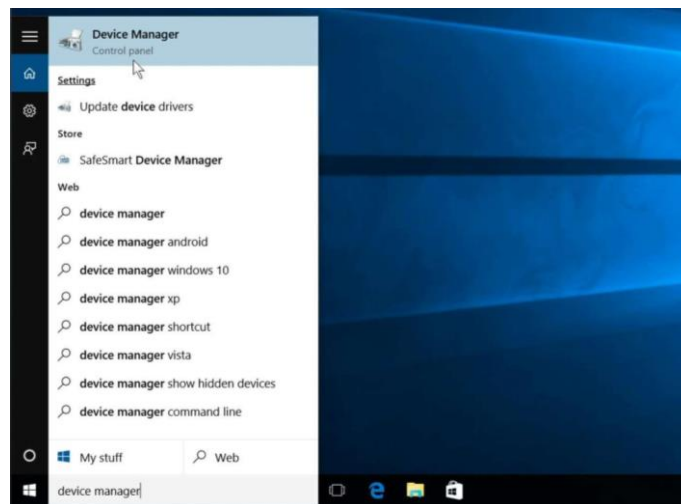 Device Manager
Control panel
Settings
Update device drivers
Store
SafeSmart Device Manager
Web
device manager
device manager android
device manager windows 10
device manager xp
device manager shortcut
device manager vista
device manager show hidden devices
device manager command line
My stuff
Web
device manager